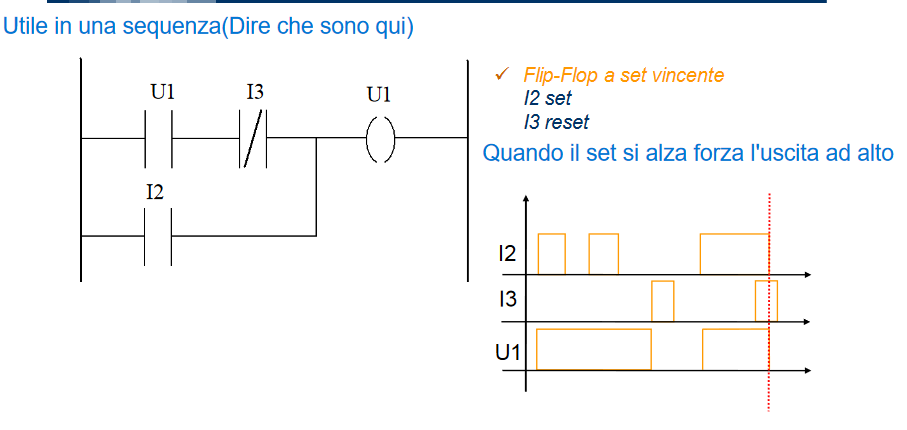 Utile in una sequenza(Dire che sono qui)
U1 I3 U1
I2
✓ Flip-Flop a set vincente
I2 set
I3 reset
Quando il set si alza forza l'uscita ad alto
I2
I3
U1